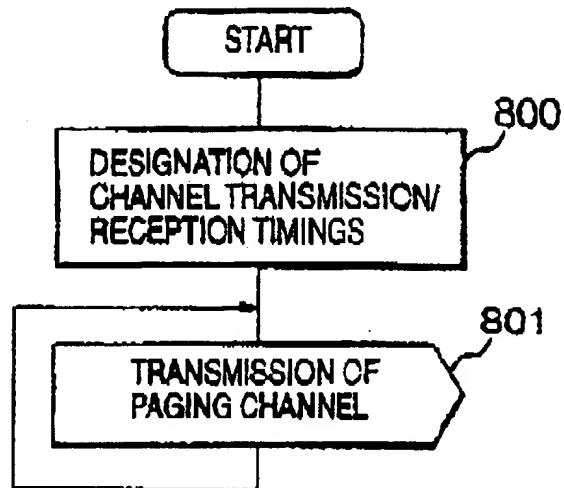 START
800
DESIGNATION OF
CHANNEL TRANSMISSION/
RECEPTION TIMINGS
801
TRANSMISSION OF
PAGING CHANNEL